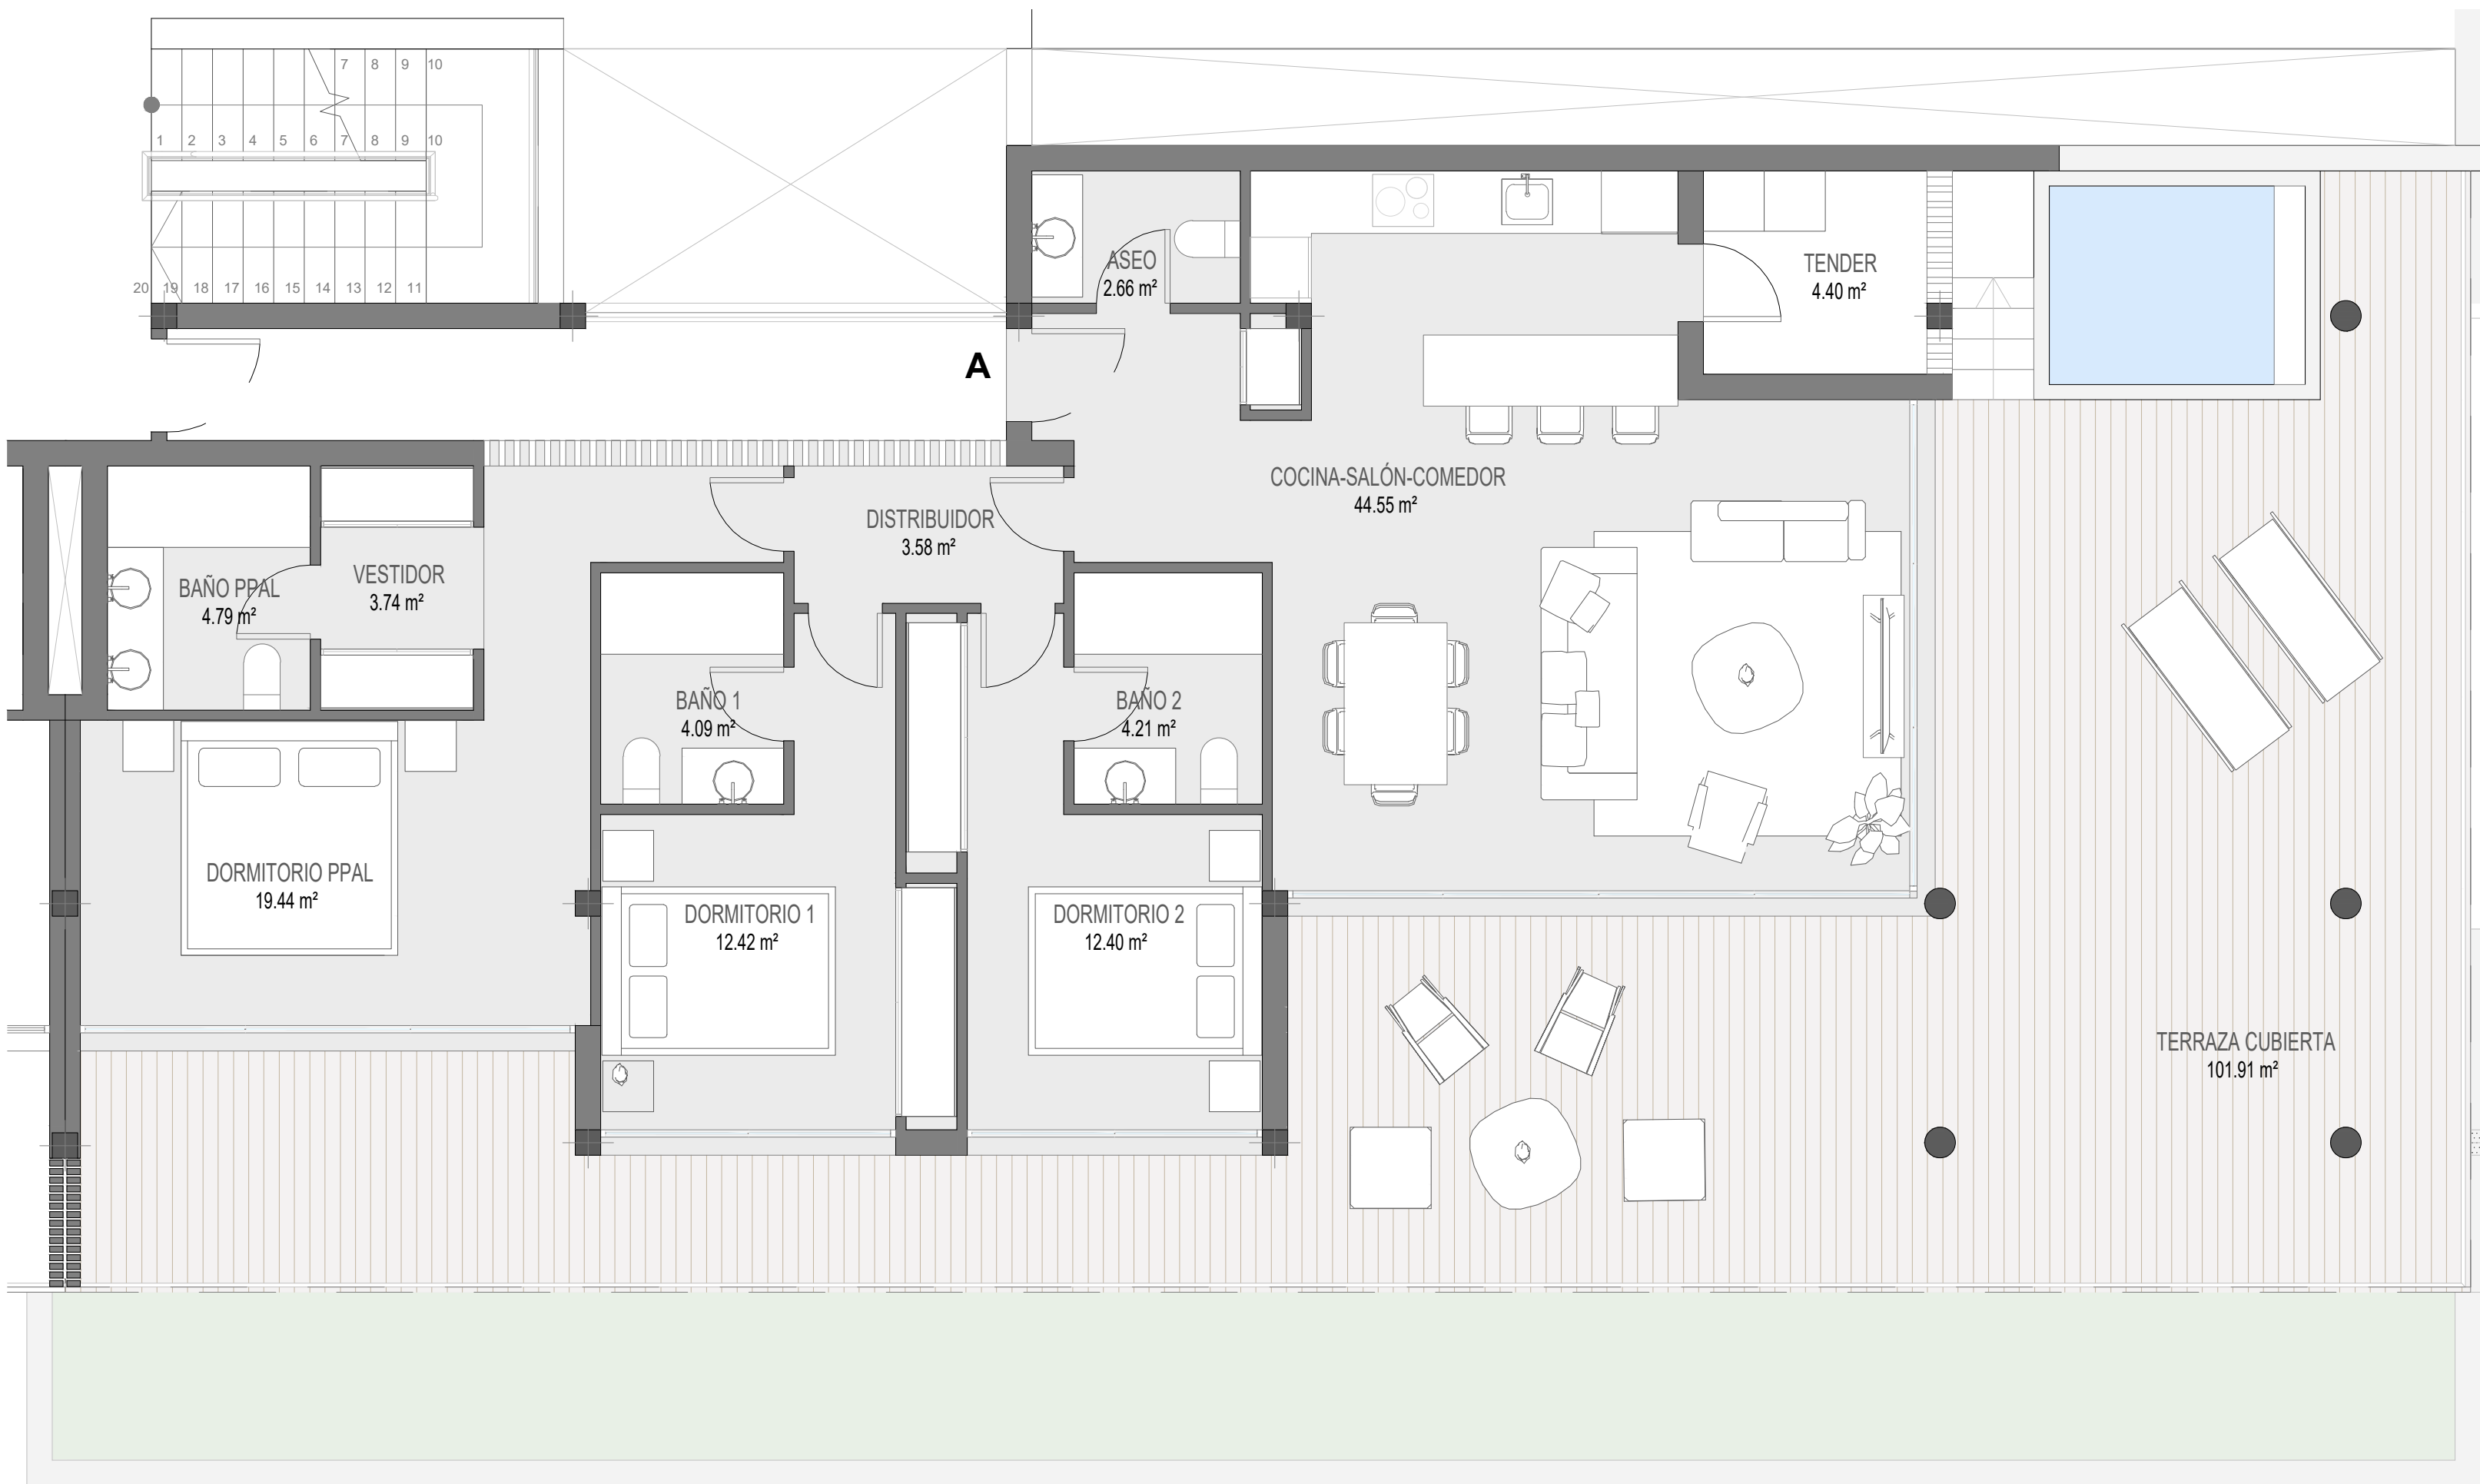 7 8 9 10
1 2 3 4 5 6 7 8 9 10
20 19 18 17 16 15 14 13 12 11
A
ASEO
2.66 m²
TENDER
4.40 m²
COCINA-SALÓN-COMEDOR
44.55 m²
DISTRIBUIDOR
3.58 m²
BAÑO PPAL
4.79 m²
VESTIDOR
3.74 m²
BAÑO 1
4.09 m²
BAÑO 2
4.21 m²
DORMITORIO PPAL
19.44 m²
DORMITORIO 1
12.42 m²
DORMITORIO 2
12.40 m²
TERRAZA CUBIERTA
101.91 m²